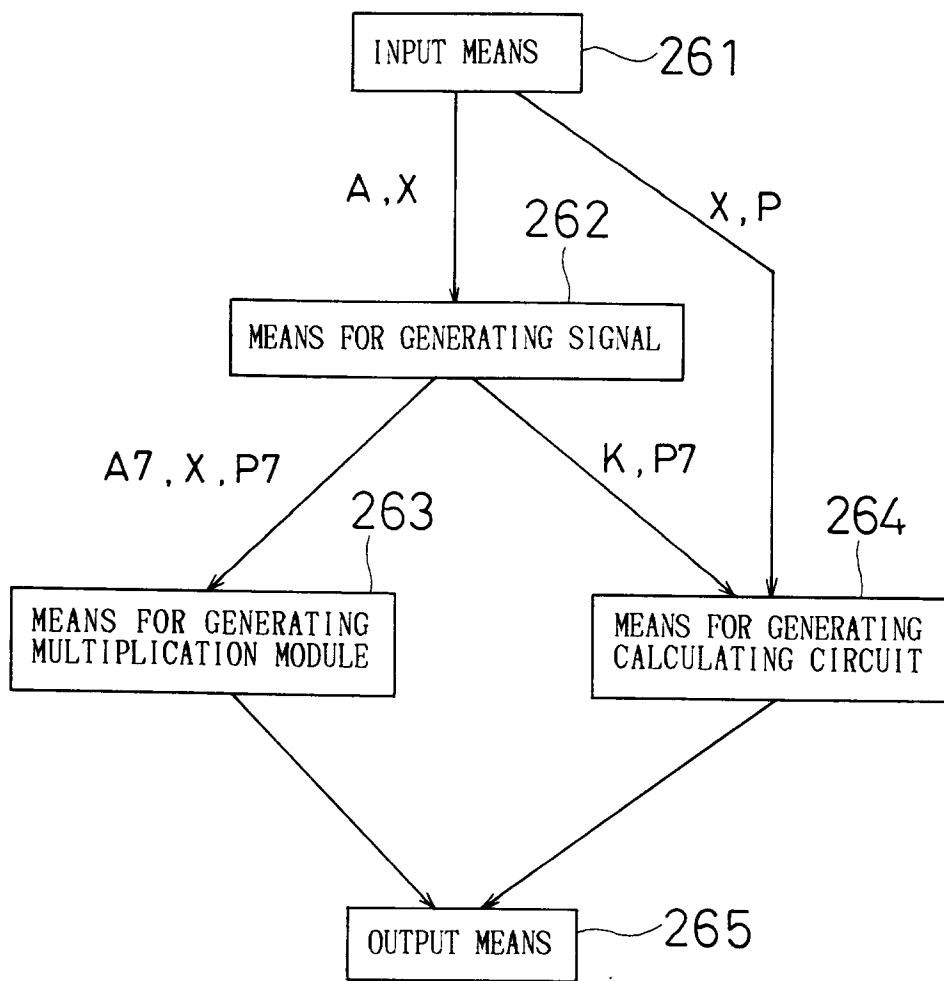 INPUT MEANS
261
A,X
X,P
262
MEANS FOR GENERATING SIGNAL
A7,X,P7
K,P7
263
264
MEANS FOR GENERATING
MULTIPLICATION MODULE
MEANS FOR GENERATING
CALCULATING CIRCUIT
OUTPUT MEANS
265